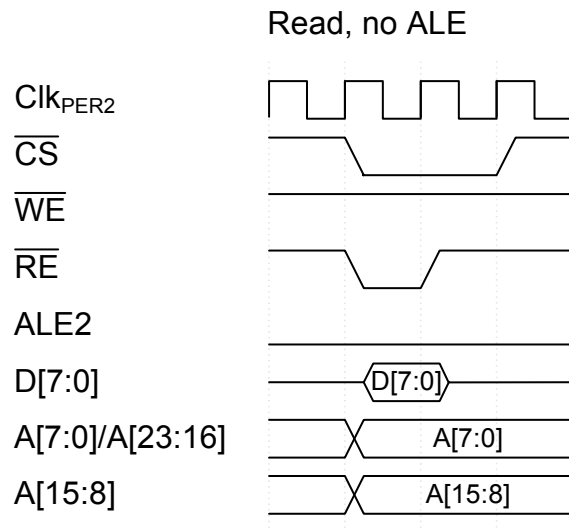 Read, no ALE
ClkPER2
CS
WE
RE
ALE2
D[7:0]
D[7:0]
A[7:0]/A[23:16]
A[7:0]
A[15:8]
A[15:8]